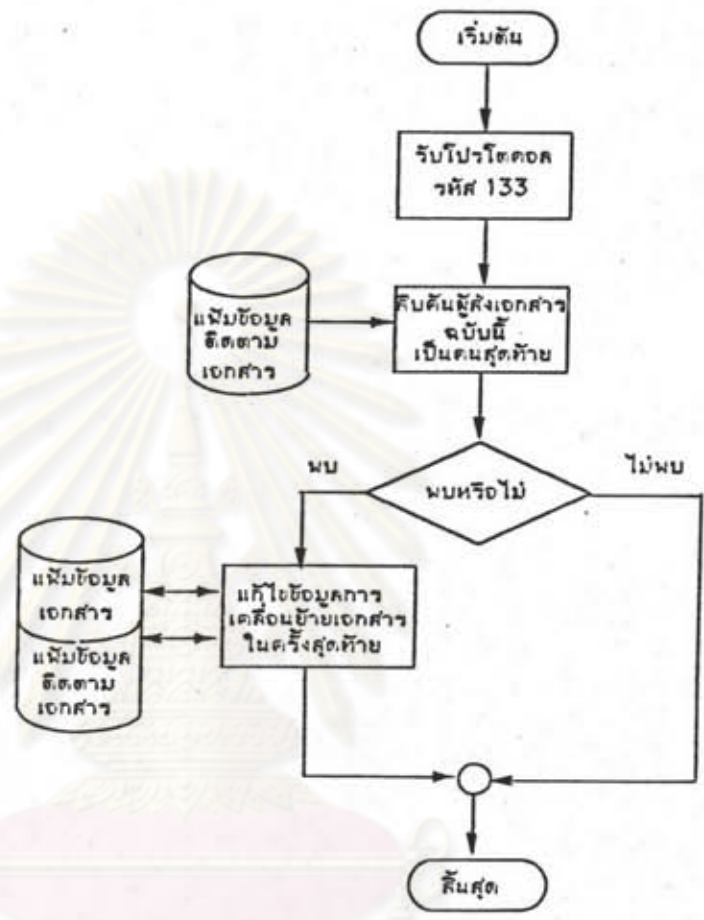 เริ่มต้น
รับโปรโตคอล
รหัส 133
แฟ้มข้อมูล
ติดตาม
เอกสาร
สืบค้นผู้ส่งเอกสาร
ฉบับนี้
เป็นคนสุดท้าย
พบ
พบหรือไม่
ไม่พบ
แฟ้มข้อมูล
เอกสาร
แฟ้มข้อมูล
ติดตาม
เอกสาร
แก้ไขข้อมูลการ
เคลื่อนย้ายเอกสาร
ในครั้งสุดท้าย
สิ้นสุด